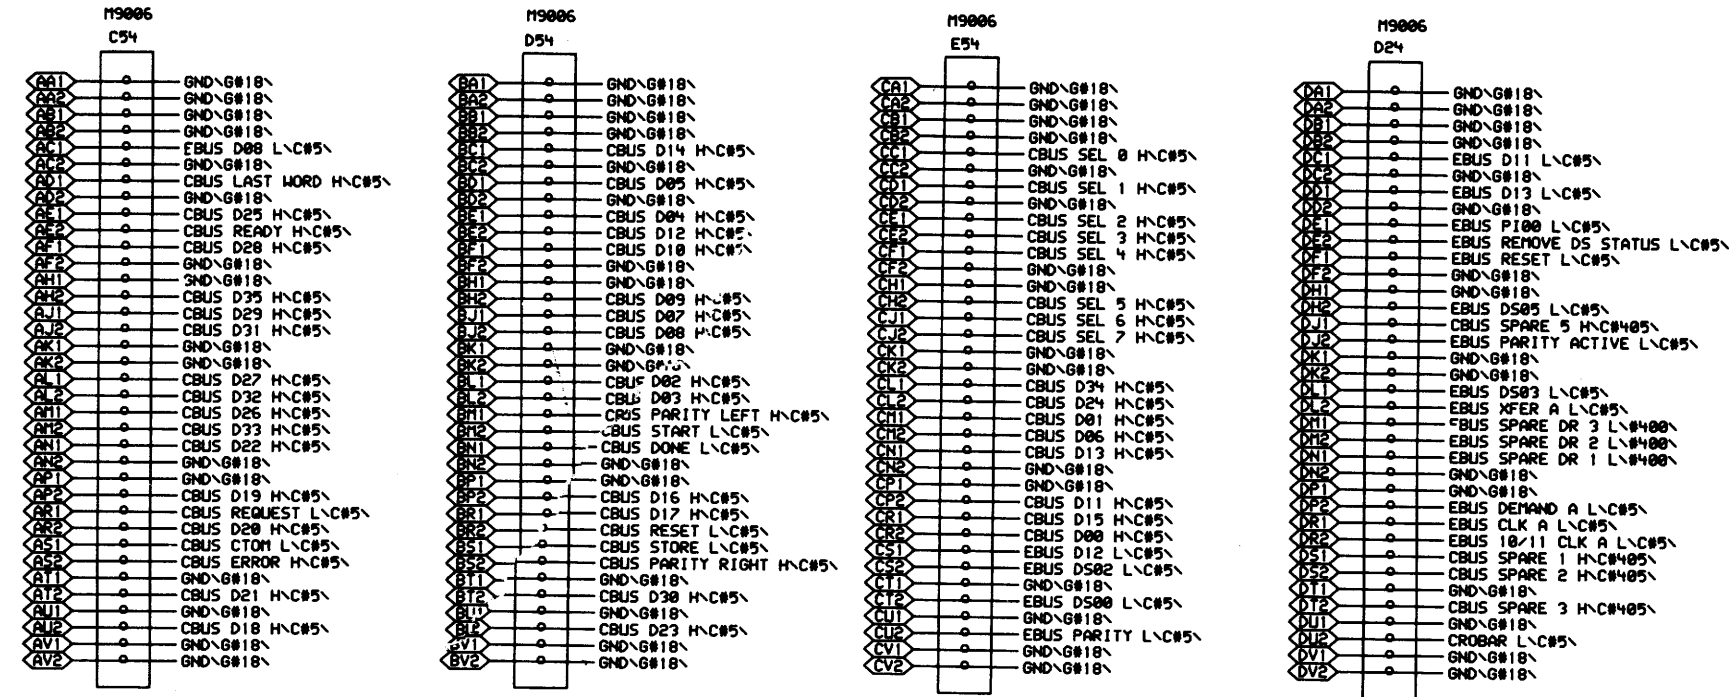 M9006
C54
AA1 GND\G#18\
AA2 GND\G#18\
AB1 GND\G#18\
AB2 GND\G#18\
AC1 EBUS D08 L\C#5\
AC2 GND\G#18\
AD1 CBUS LAST WORD H\C#5\
AD2 GND\G#18\
AE1 CBUS D25 H\C#5\
AE2 CBUS READY H\C#5\
AF1 CBUS D28 H\C#5\
AF2 GND\G#18\
AH1 GND\G#18\
AH2 CBUS D35 H\C#5\
AJ1 CBUS D29 H\C#5\
AJ2 CBUS D31 H\C#5\
AK1 GND\G#18\
AK2 GND\G#18\
AL1 CBUS D27 H\C#5\
AL2 CBUS D32 H\C#5\
AM1 CBUS D26 H\C#5\
AM2 CBUS D33 H\C#5\
AN1 CBUS D22 H\C#5\
AN2 GND\G#18\
AP1 GND\G#18\
AP2 CBUS D19 H\C#5\
AR1 CBUS REQUEST L\C#5\
AR2 CBUS D20 H\C#5\
AS1 CBUS CTOM L\C#5\
AS2 CBUS ERROR H\C#5\
AT1 GND\G#18\
AT2 CBUS D21 H\C#5\
AU1 GND\G#18\
AU2 CBUS D18 H\C#5\
AV1 GND\G#18\
AV2 GND\G#18\
M9006
D54
BA1 GND\G#18\
BA2 GND\G#18\
BB1 GND\G#18\
BB2 GND\G#18\
BC1 CBUS D14 H\C#5\
BC2 GND\G#18\
BD1 CBUS D05 H\C#5\
BD2 GND\G#18\
BE1 CBUS D04 H\C#5\
BE2 CBUS D12 H\C#5\
BF1 CBUS D10 H\C#5\
BF2 GND\G#18\
BH1 GND\G#18\
BH2 CBUS D09 H\C#5\
BJ1 CBUS D07 H\C#5\
BJ2 CBUS D08 H\C#5\
BK1 GND\G#18\
BK2 GND\G#18\
BL1 CBUS D02 H\C#5\
BL2 CBUS D03 H\C#5\
BM1 CBUS PARITY LEFT H\C#5\
BM2 CBUS START L\C#5\
BN1 CBUS DONE L\C#5\
BN2 GND\G#18\
BP1 GND\G#18\
BP2 CBUS D16 H\C#5\
BR1 CBUS D17 H\C#5\
BR2 CBUS RESET L\C#5\
BS1 CBUS STORE L\C#5\
BS2 CBUS PARITY RIGHT H\C#5\
BT1 GND\G#18\
BT2 CBUS D30 H\C#5\
BU1 GND\G#18\
BU2 CBUS D23 H\C#5\
BV1 GND\G#18\
BV2 GND\G#18\
M9006
E54
CA1 GND\G#18\
CA2 GND\G#18\
CB1 GND\G#18\
CB2 GND\G#18\
CC1 CBUS SEL 0 H\C#5\
CC2 GND\G#18\
CD1 CBUS SEL 1 H\C#5\
CD2 GND\G#18\
CE1 CBUS SEL 2 H\C#5\
CE2 CBUS SEL 3 H\C#5\
CF1 CBUS SEL 4 H\C#5\
CF2 GND\G#18\
CH1 GND\G#18\
CH2 CBUS SEL 5 H\C#5\
CJ1 CBUS SEL 6 H\C#5\
CJ2 CBUS SEL 7 H\C#5\
CK1 GND\G#18\
CK2 GND\G#18\
CL1 CBUS D34 H\C#5\
CL2 CBUS D24 H\C#5\
CM1 CBUS D01 H\C#5\
CM2 CBUS D06 H\C#5\
CN1 CBUS D13 H\C#5\
CN2 GND\G#18\
CP1 GND\G#18\
CP2 CBUS D11 H\C#5\
CR1 CBUS D15 H\C#5\
CR2 CBUS D00 H\C#5\
CS1 EBUS D12 L\C#5\
CS2 EBUS DS02 L\C#5\
CT1 GND\G#18\
CT2 EBUS DS00 L\C#5\
CU1 GND\G#18\
CU2 EBUS PARITY L\C#5\
CV1 GND\G#18\
CV2 GND\G#18\
M9006
D24
DA1 GND\G#18\
DA2 GND\G#18\
DB1 GND\G#18\
DB2 GND\G#18\
DC1 EBUS D11 L\C#5\
DC2 GND\G#18\
DD1 EBUS D13 L\C#5\
DD2 GND\G#18\
DE1 EBUS PI00 L\C#5\
DE2 EBUS REMOVE DS STATUS L\C#5\
DF1 EBUS RESET L\C#5\
DF2 GND\G#18\
DH1 GND\G#18\
DH2 EBUS DS05 L\C#5\
DJ1 CBUS SPARE 5 H\C#405\
DJ2 EBUS PARITY ACTIVE L\C#5\
DK1 GND\G#18\
DK2 GND\G#18\
DL1 EBUS DS03 L\C#5\
DL2 EBUS XFER A L\C#5\
DM1 EBUS SPARE DR 3 L\#400\
DM2 EBUS SPARE DR 2 L\#400\
DN1 EBUS SPARE DR 1 L\#400\
DN2 GND\G#18\
DP1 GND\G#18\
DP2 EBUS DEMAND A L\C#5\
DR1 EBUS CLK A L\C#5\
DR2 EBUS 10/11 CLK A L\C#5\
DS1 CBUS SPARE 1 H\C#405\
DS2 CBUS SPARE 2 H\C#405\
DT1 GND\G#18\
DT2 CBUS SPARE 3 H\C#405\
DU1 GND\G#18\
DU2 CROBAR L\C#5\
DV1 GND\G#18\
DV2 GND\G#18\